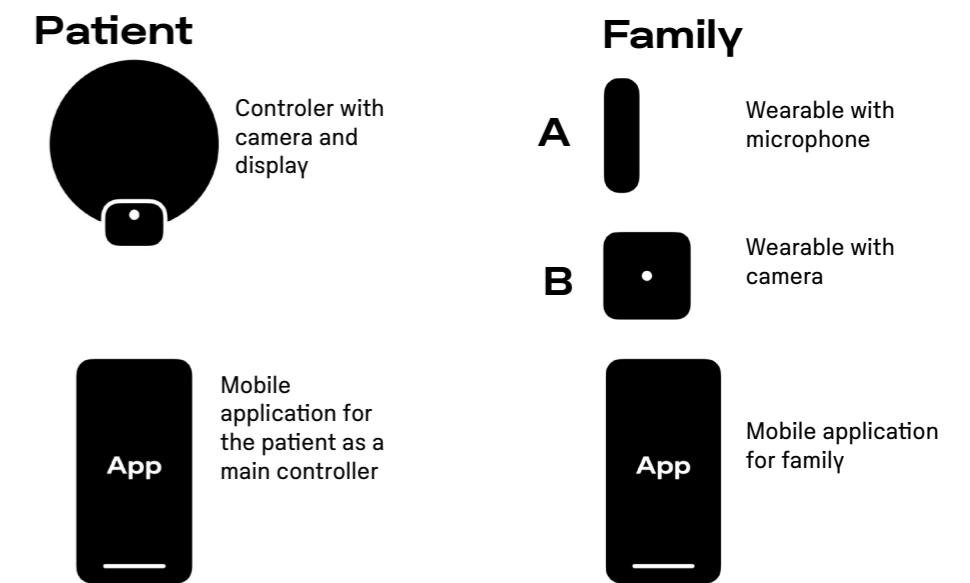 Patient
Controler with
camera and
display
App
Mobile
application for
the patient as a
main controller
Family
A
Wearable with
microphone
B
Wearable with
camera
App
Mobile application
for family